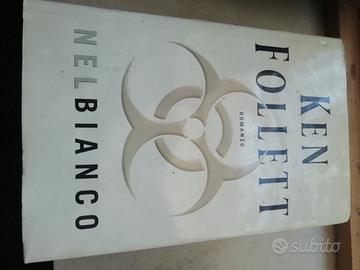 KEN
FOLLETT
ROMANZO
NEL BIANCO
subito